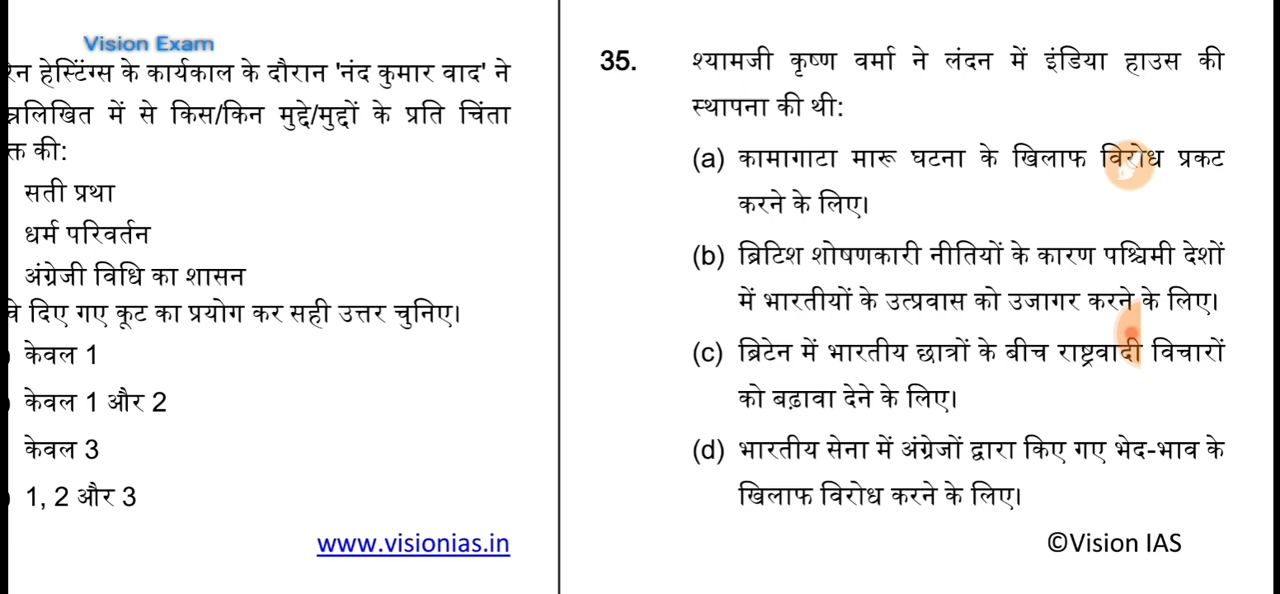 Vision Exam
हेस्टिंग्स के कार्यकाल के दौरान 'नंद कुमार वाद' ने
में से किस/किन मुद्दे/मुद्दों के प्रति चिंता
की:
सती प्रथा
धर्म परिवर्तन
अंग्रेजी विधि का शासन
दिए गए कूट का प्रयोग कर सही उत्तर चुनिए।
केवल 1
केवल 1 और 2
केवल 3
1, 2 और 3
www.visionias.in
35. श्यामजी कृष्ण वर्मा ने लंदन में इंडिया हाउस की
स्थापना की थी:
(a) कामागाटा मारू घटना के खिलाफ विरोध प्रकट
करने के लिए।
(b) ब्रिटिश शोषणकारी नीतियों के कारण पश्चिमी देशों
में भारतीयों के उत्प्रवास को उजागर करने के लिए।
(c) ब्रिटेन में भारतीय छात्रों के बीच राष्ट्रवादी विचारों
को बढ़ावा देने के लिए।
(d) भारतीय सेना में अंग्रेजों द्वारा किए गए भेद-भाव के
खिलाफ विरोध करने के लिए।
©Vision IAS